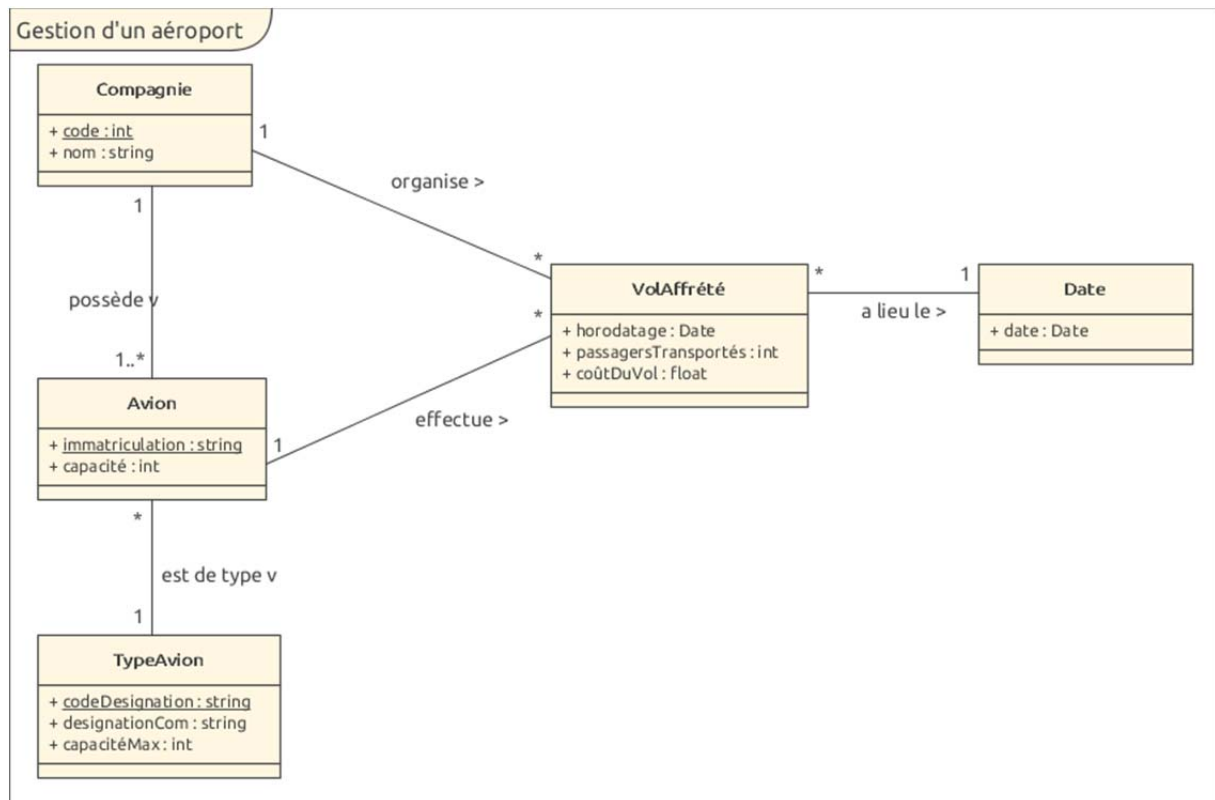 Gestion d'un aéroport
Compagnie
+ code : int
+ nom : string
1
organise >
*
1
possède v
1..*
Avion
+ immatriculation : string
+ capacité : int
1
effectue >
*
VolAffrété
+ horodatage : Date
+ passagersTransportés : int
+ coûtDuVol : float
*
a lieu le >
1
Date
+ date : Date
*
est de type v
1
TypeAvion
+ codeDesignation : string
+ designationCom : string
+ capacitéMax : int